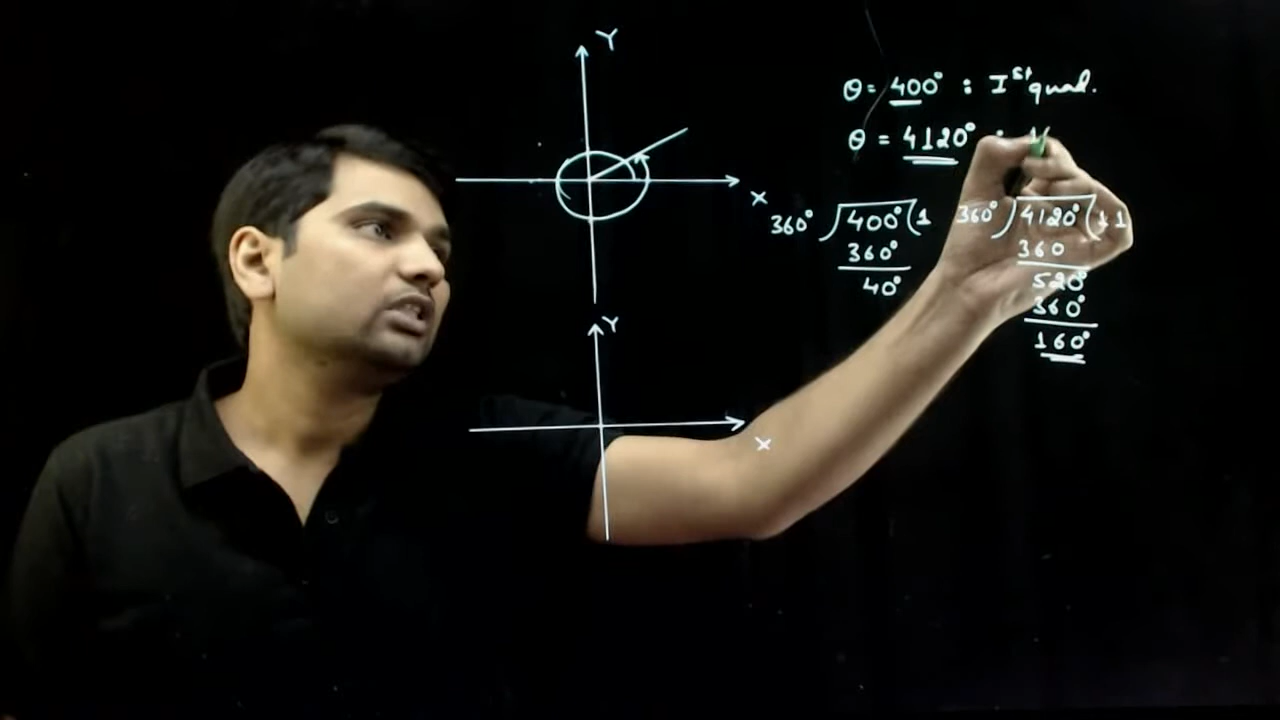 Y
θ = 400° : Iˢᵗ quad.
θ = 4120° :
X
360° ) 400° ( 1
360°
40°
360° ) 4120° ( 11
360
520°
360°
160°
Y
X